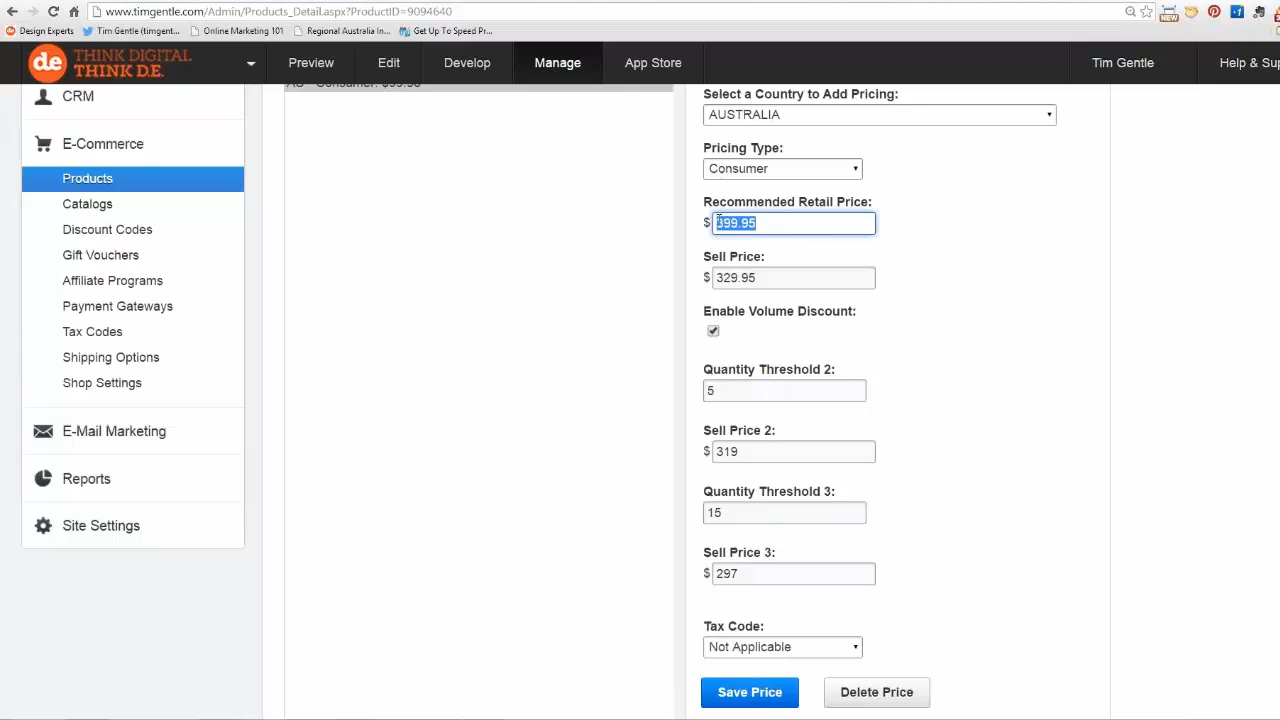 www.timgentle.com/Admin/Products_Detail.aspx?ProductID=9094640
Design Experts Tim Gentle (timgent... Online Marketing 101 Regional Australia In... Get Up To Speed Pr...
d.e THINK DIGITAL. THINK D.E. Preview Edit Develop Manage App Store Tim Gentle Help & Sup
CRM
E-Commerce
Products
Catalogs
Discount Codes
Gift Vouchers
Affiliate Programs
Payment Gateways
Tax Codes
Shipping Options
Shop Settings
E-Mail Marketing
Reports
Site Settings
Select a Country to Add Pricing:
AUSTRALIA
Pricing Type:
Consumer
Recommended Retail Price:
$ 399.95
Sell Price:
$ 329.95
Enable Volume Discount:
Quantity Threshold 2:
5
Sell Price 2:
$ 319
Quantity Threshold 3:
15
Sell Price 3:
$ 297
Tax Code:
Not Applicable
Save Price Delete Price